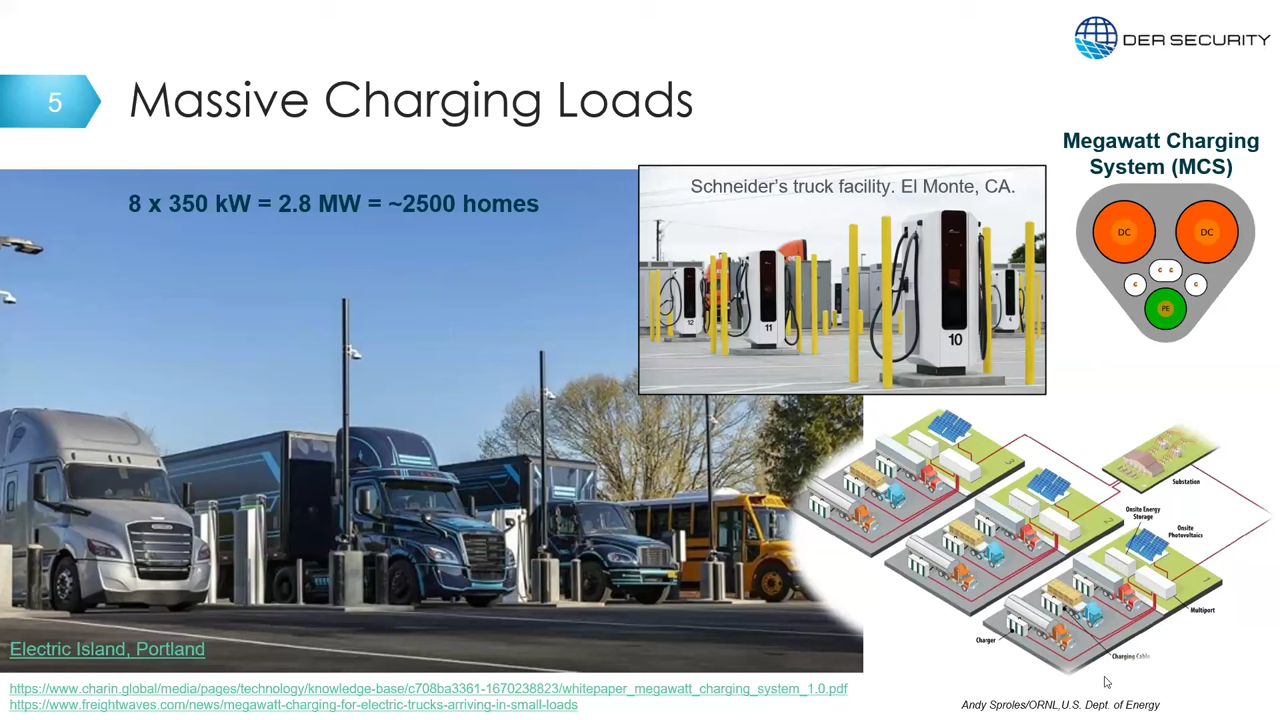 DER SECURITY
5
Massive Charging Loads
8 x 350 kW = 2.8 MW = ~2500 homes
Schneider's truck facility. El Monte, CA.
12
11
10
4
Megawatt Charging
System (MCS)
DC
DC
C C
C
C
PE
3
2
1
Substation
Onsite Energy
Storage
Onsite
Photovoltaics
Multiport
Charger
Charging Cable
Electric Island, Portland
https://www.charin.global/media/pages/technology/knowledge-base/c708ba3361-1670238823/whitepaper_megawatt_charging_system_1.0.pdf
https://www.freightwaves.com/news/megawatt-charging-for-electric-trucks-arriving-in-small-loads
Andy Sproles/ORNL,U.S. Dept. of Energy